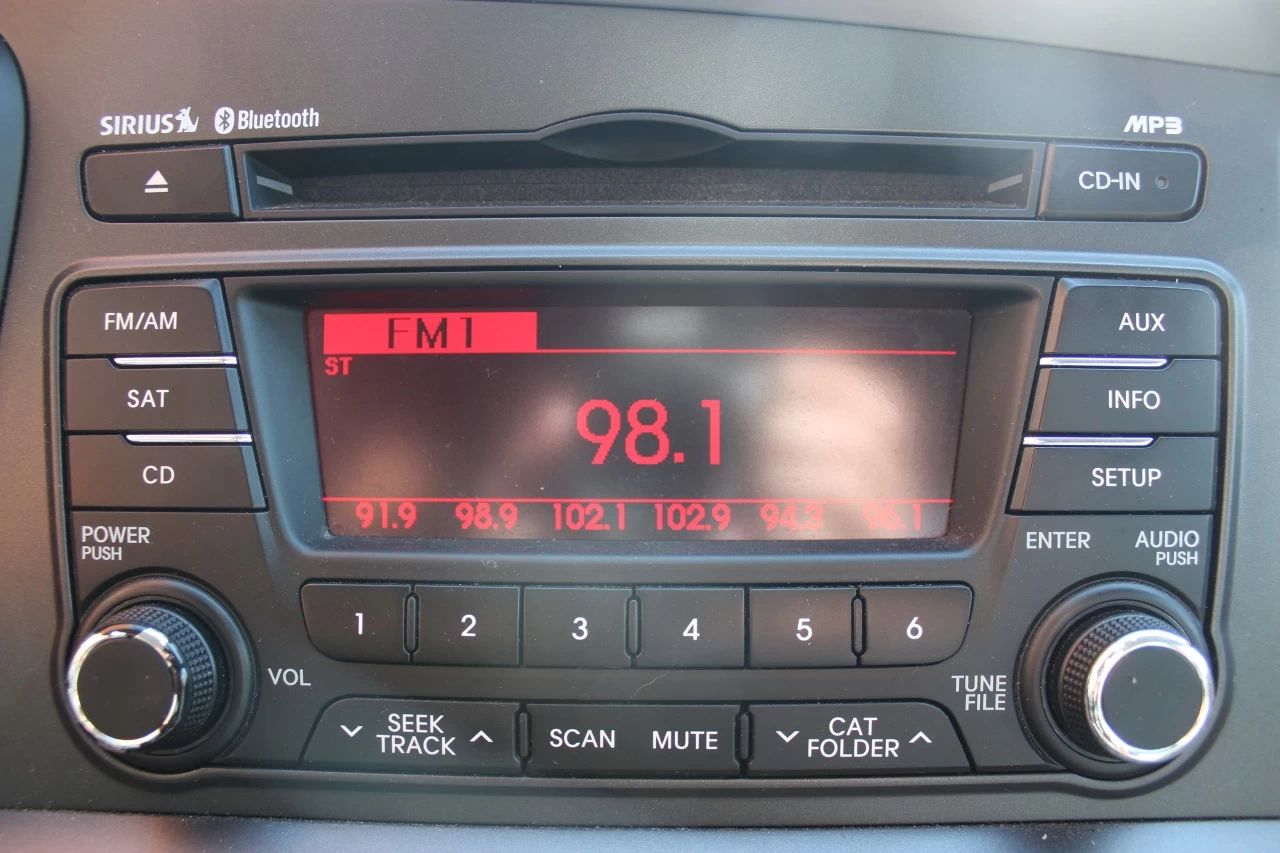 SIRIUS Bluetooth MP3
CD-IN
FM/AM FM1 AUX
ST
SAT 98.1 INFO
CD SETUP
91.9 98.9 102.1 102.9 94.3 96.1
POWER
PUSH
ENTER AUDIO
PUSH
1 2 3 4 5 6
VOL
TUNE
FILE
SEEK
TRACK
SCAN MUTE
CAT
FOLDER